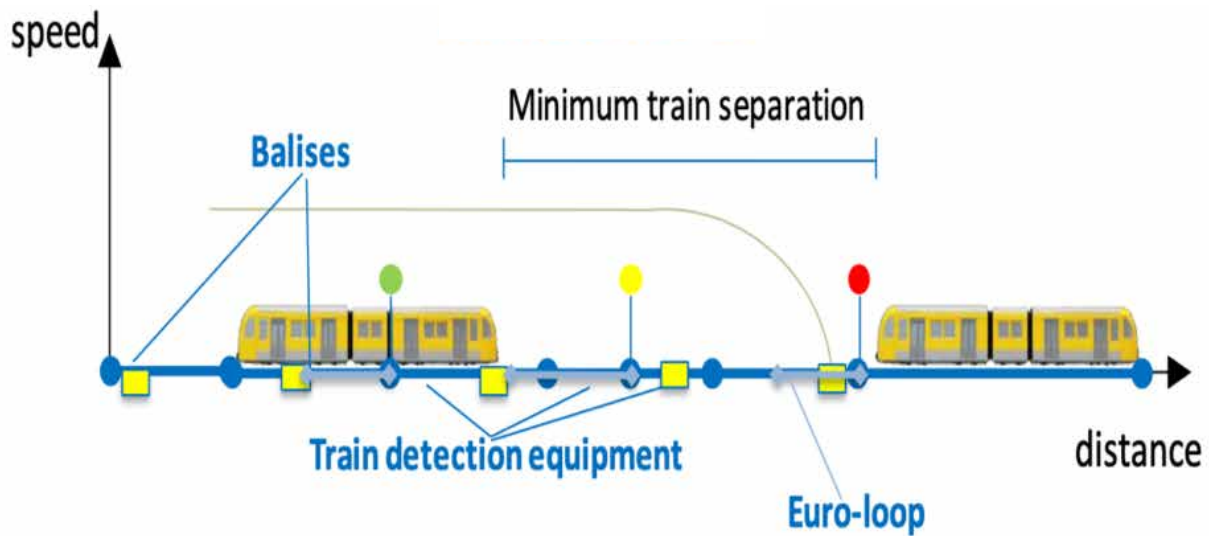 speed
Minimum train separation
Balises
Train detection equipment
distance
Euro-loop